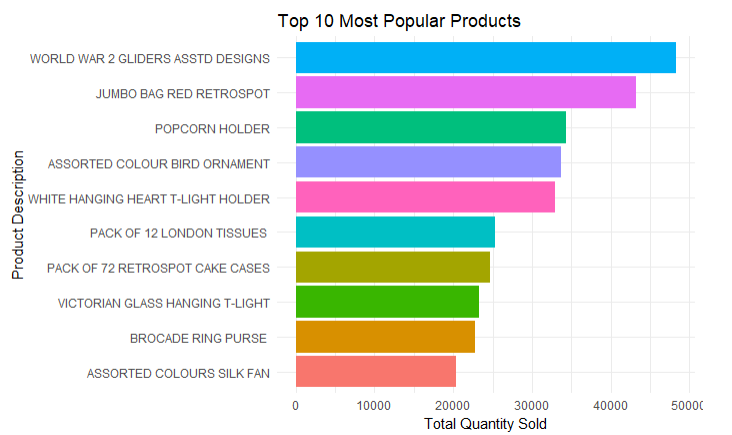 Top 10 Most Popular Products
WORLD WAR 2 GLIDERS ASSTD DESIGNS
JUMBO BAG RED RETROSPOT
POPCORN HOLDER
ASSORTED COLOUR BIRD ORNAMENT
WHITE HANGING HEART T-LIGHT HOLDER
PACK OF 12 LONDON TISSUES
PACK OF 72 RETROSPOT CAKE CASES
VICTORIAN GLASS HANGING T-LIGHT
BROCADE RING PURSE
ASSORTED COLOURS SILK FAN
Product Description
0 10000 20000 30000 40000 50000
Total Quantity Sold